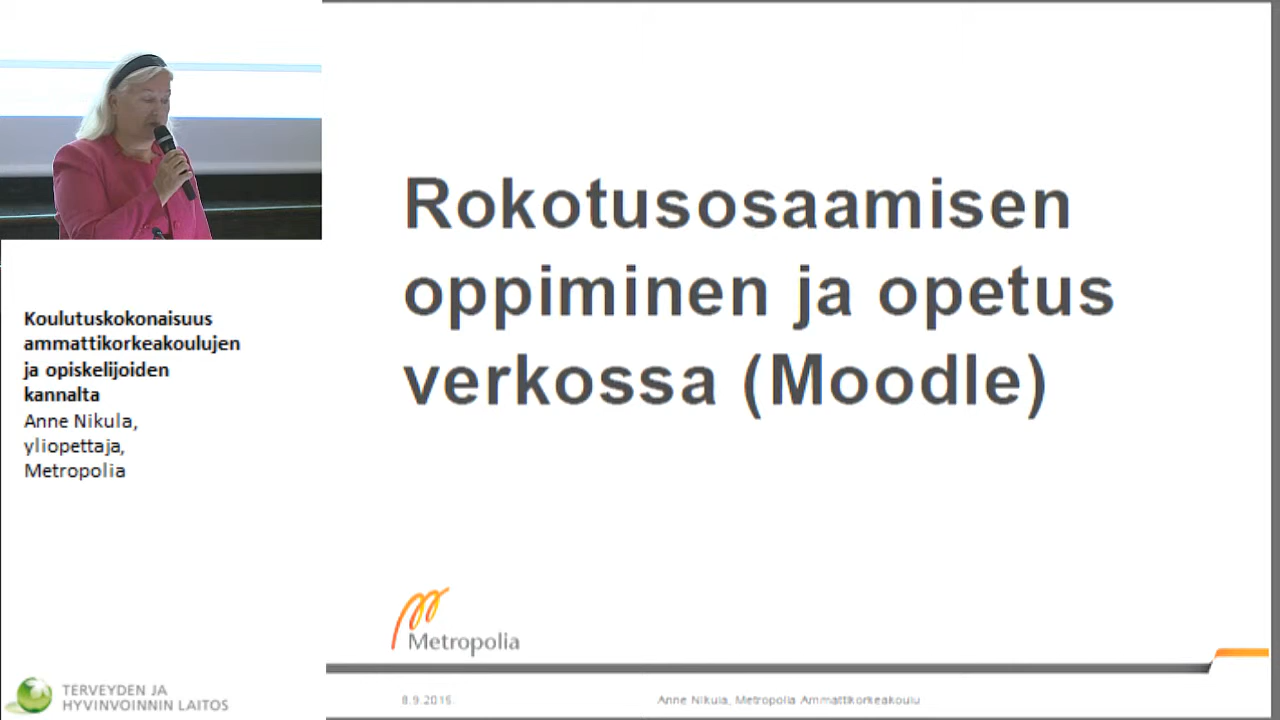 Koulutuskokonaisuus
ammattikorkeakoulujen
ja opiskelijoiden
kannalta
Anne Nikula,
yliopettaja,
Metropolia
TERVEYDEN JA
HYVINVOINNIN LAITOS
Rokotusosaamisen
oppiminen ja opetus
verkossa (Moodle)
Metropolia
8.9.2015.
Anne Nikula, Metropolia Ammattikorkeakoulu